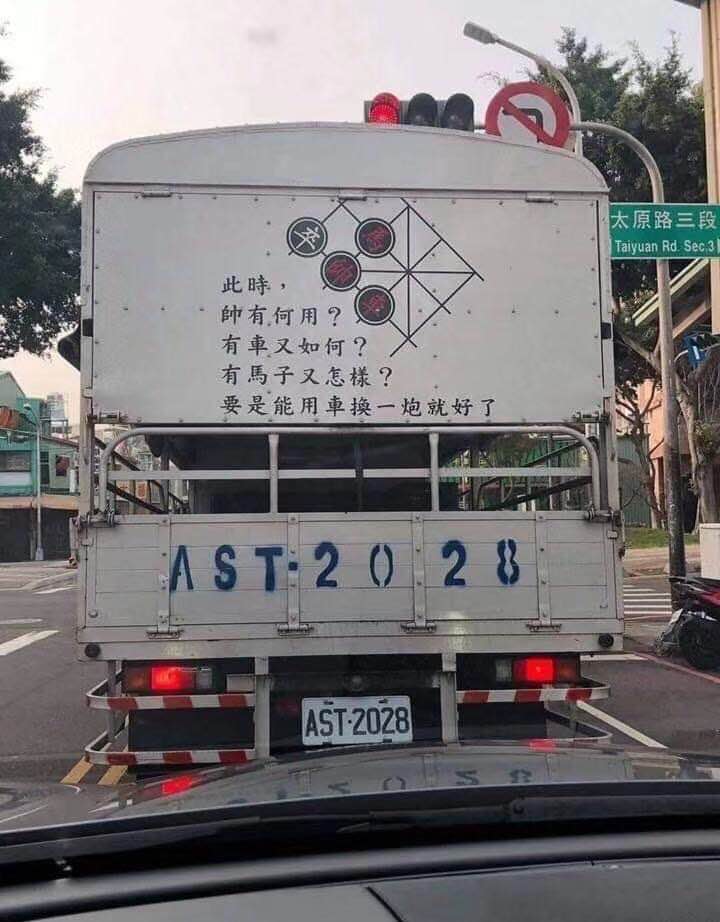 太原路三段
Taiyuan Rd. Sec.3
卒
此時，
帥有何用？
有車又如何？
有馬子又怎樣？
要是能用車換一炮就好了
AST-2028
AST-2028